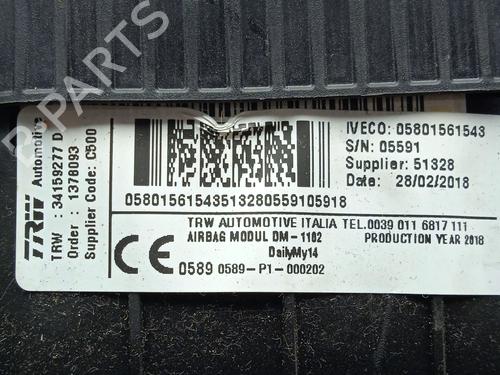 TRW Automotive
TRW : 34159277 D
Order : 1378093
Supplier Code: C500
IVECO: 05801561543
S/N: 05591
Supplier: 51328
Date: 28/02/2018
0580156154351328055910 5918
TRW AUTOMOTIVE ITALIA TEL.0039 011 6817 111
AIRBAG MODUL DM-1102 PRODUCTION YEAR 2018
DailyMy14
CE 0589 0589-P1-000202
B-PARTS